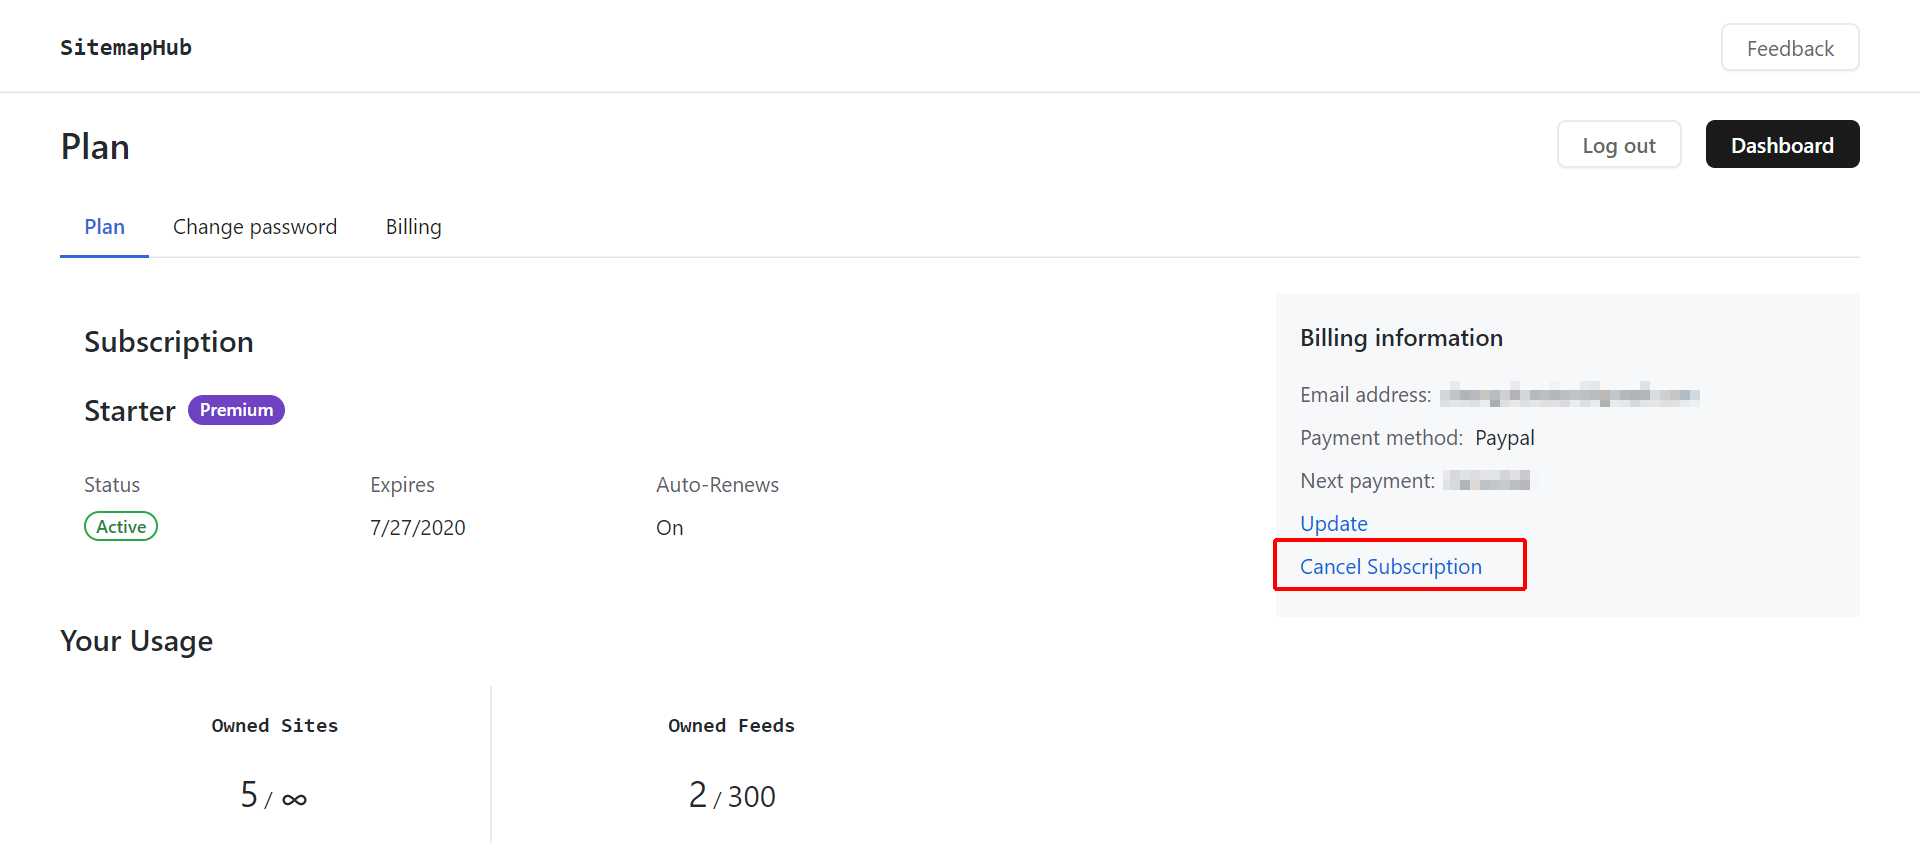 SitemapHub
Feedback
Plan
Log out
Dashboard
Plan
Change password
Billing
Subscription
Starter Premium
Status
Expires
Auto-Renews
Active
7/27/2020
On
Billing information
Email address:
Payment method: Paypal
Next payment:
Update
Cancel Subscription
Your Usage
Owned Sites
5 / ∞
Owned Feeds
2 / 300